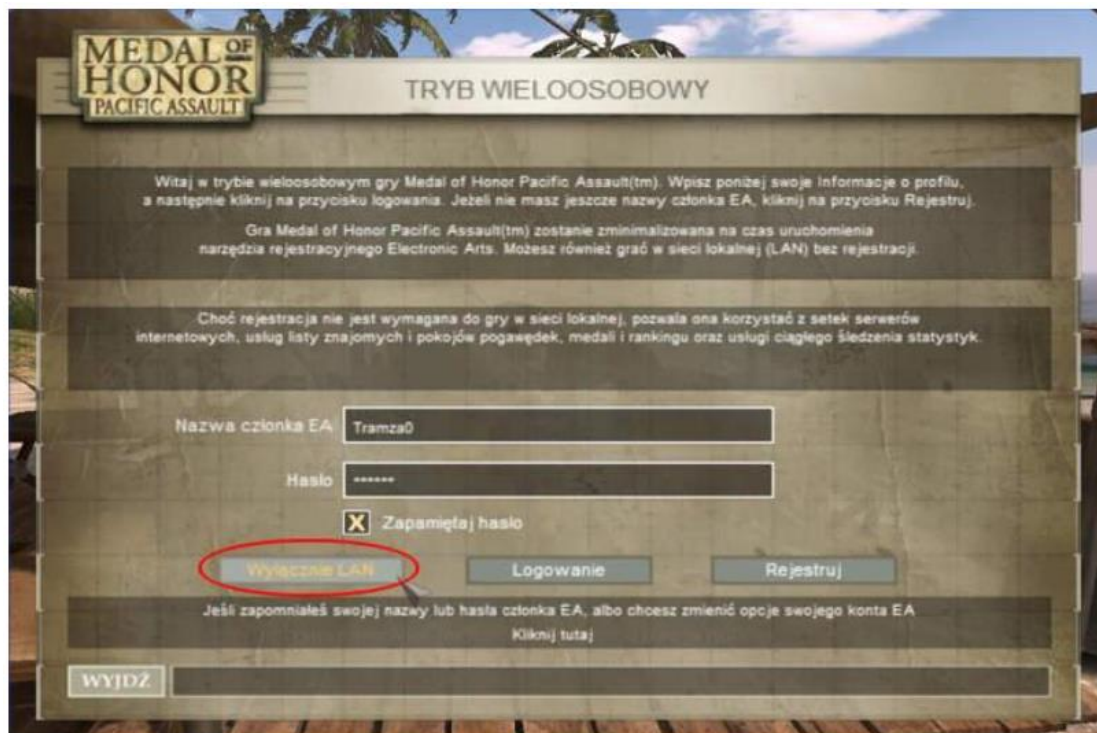 MEDAL OF
HONOR
PACIFIC ASSAULT
TRYB WIELOOSOBOWY
Witaj w trybie wieloosobowym gry Medal of Honor Pacific Assault(tm). Wpisz poniżej swoje Informacje o profilu,
a następnie kliknij na przycisku logowania. Jeżeli nie masz jeszcze nazwy członka EA, kliknij na przycisku Rejestruj.
Gra Medal of Honor Pacific Assault(tm) zostanie zminimalizowana na czas uruchomienia
narzędzia rejestracyjnego Electronic Arts. Możesz również grać w sieci lokalnej (LAN) bez rejestracji.
Choć rejestracja nie jest wymagana do gry w sieci lokalnej, pozwala ona korzystać z setek serwerów
internetowych, usług listy znajomych i pokojów pogawędek, medali i rankingu oraz usługi ciągłego śledzenia statystyk.
Nazwa członka EA Tramza0
Hasło ------
X Zapamiętaj hasło
Wyłącznie LAN Logowanie Rejestruj
Jeśli zapomniałeś swojej nazwy lub hasła członka EA, albo chcesz zmienić opcje swojego konta EA
Kliknij tutaj
WYJDŹ